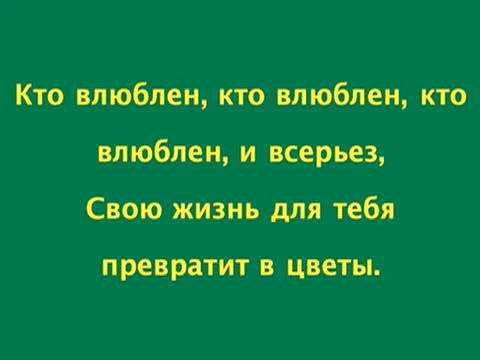 Кто влюблен, кто влюблен, кто
влюблен, и всерьез,
Свою жизнь для тебя
превратит в цветы.